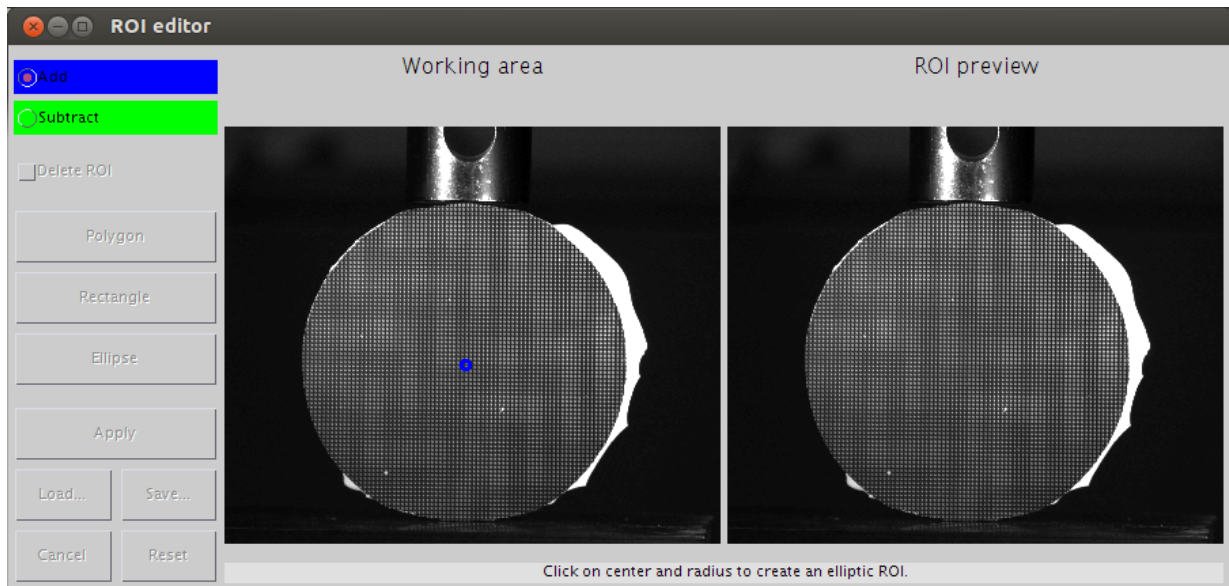 ROI editor
Add
Subtract
Delete ROI
Polygon
Rectangle
Ellipse
Apply
Load...
Save...
Cancel
Reset
Working area
ROI preview
Click on center and radius to create an elliptic ROI.